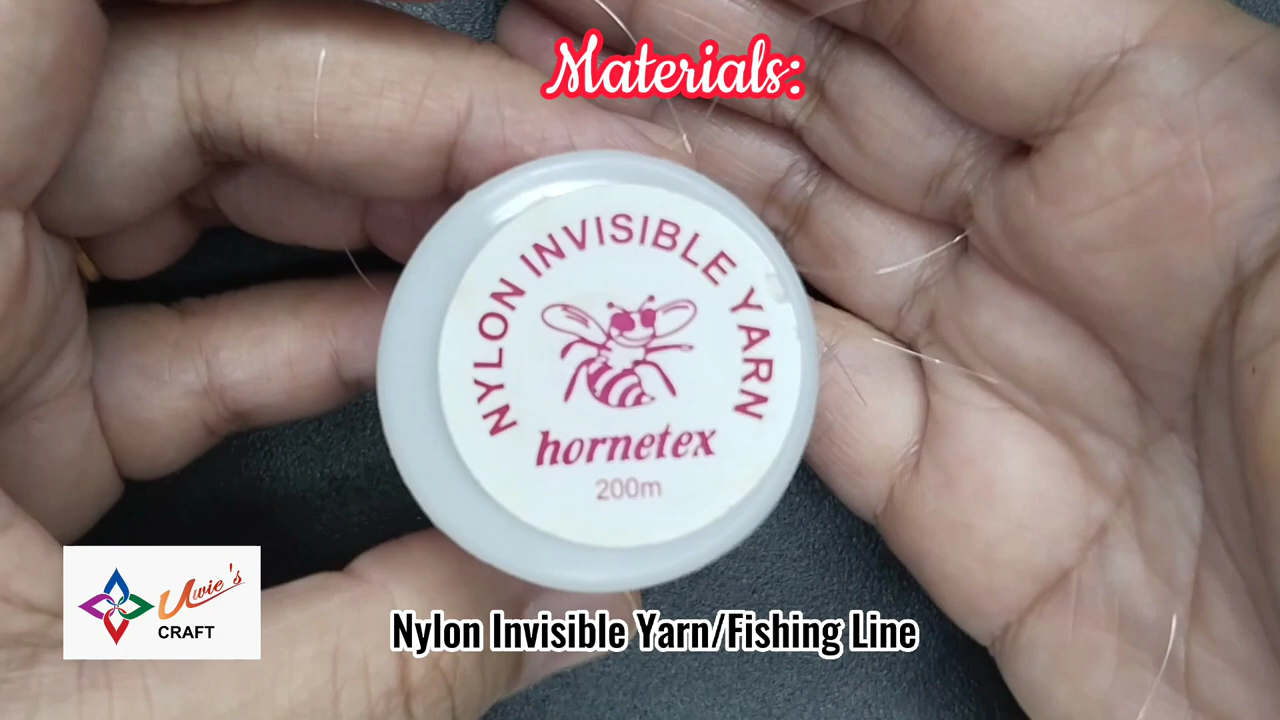 Materials:
NYLON INVISIBLE YARN
hornetex
200m
Uwie's
CRAFT
Nylon Invisible Yarn/Fishing Line